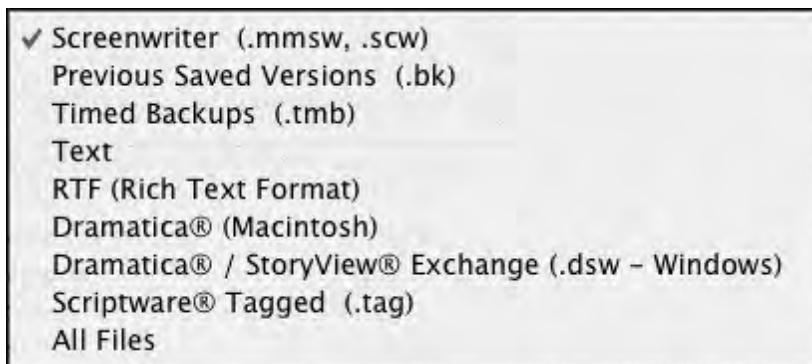 ✓ Screenwriter (.mmsw, .scw)
Previous Saved Versions (.bk)
Timed Backups (.tmb)
Text
RTF (Rich Text Format)
Dramatica® (Macintosh)
Dramatica® / StoryView® Exchange (.dsw – Windows)
Scriptware® Tagged (.tag)
All Files